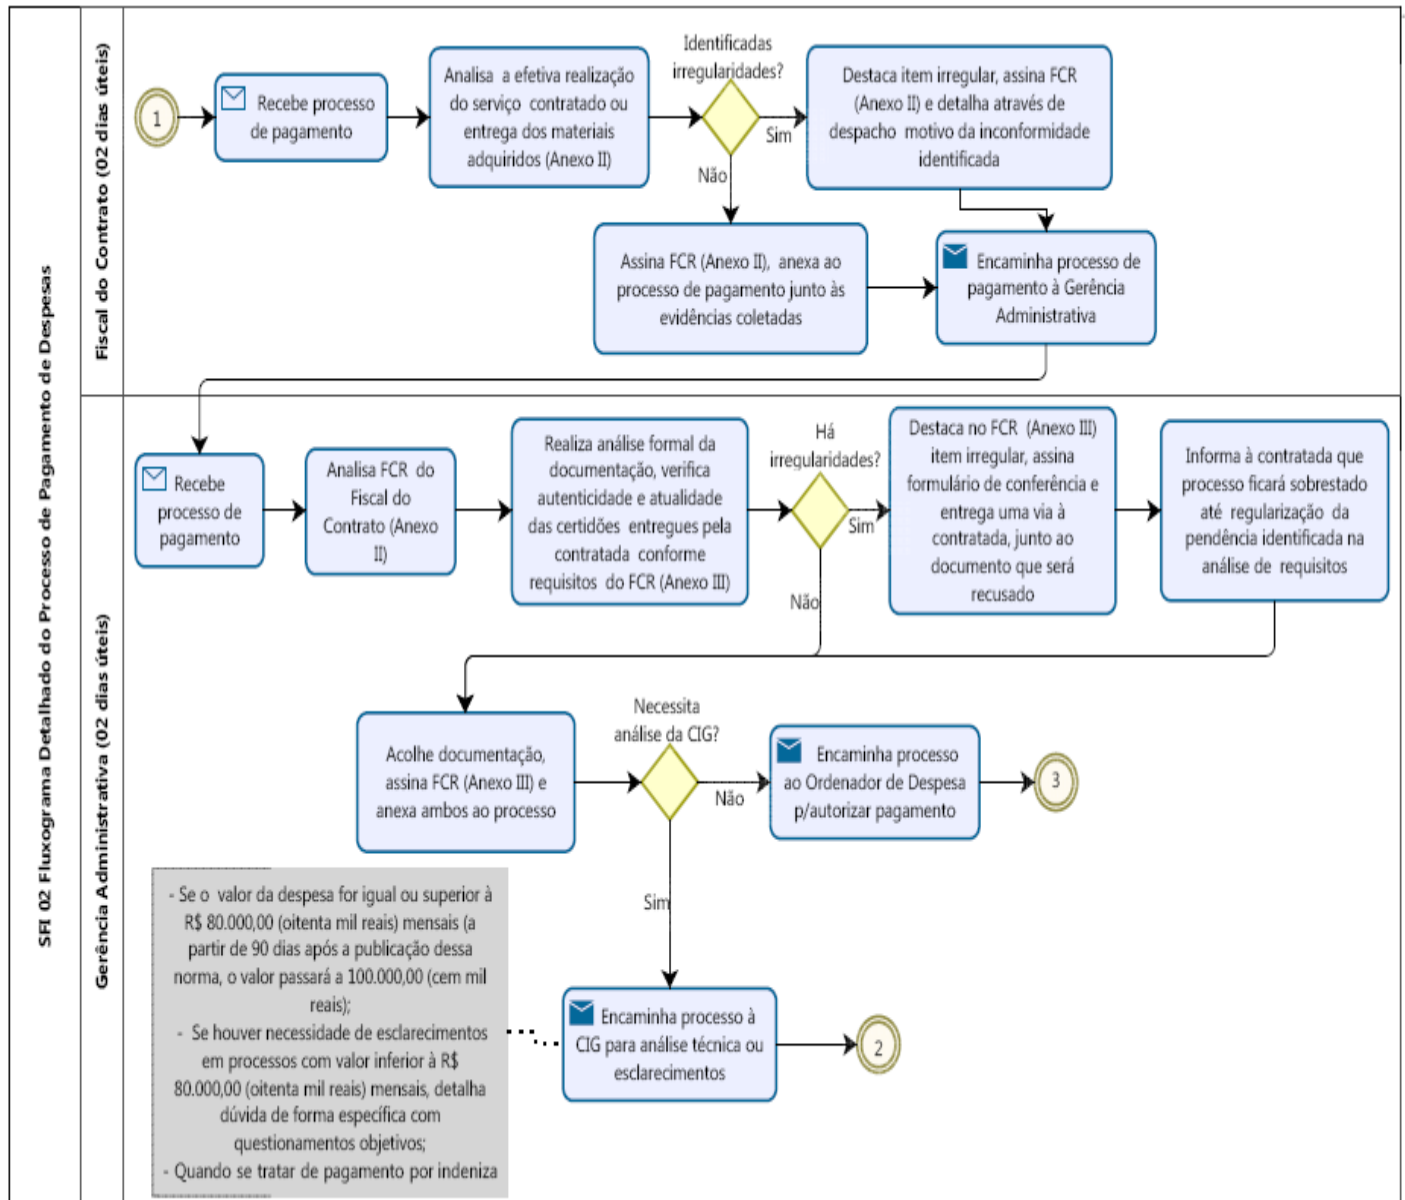 SFI 02 Fluxograma Detalhado do Processo de Pagamento de Despesas
Fiscal do Contrato (02 dias úteis)
1
Recebe processo
de pagamento
Analisa a efetiva realização
do serviço contratado ou
entrega dos materiais
adquiridos (Anexo II)
Identificadas
irregularidades?
Sim
Não
Destaca item irregular, assina FCR
(Anexo II) e detalha através de
despacho motivo da inconformidade
identificada
Assina FCR (Anexo II), anexa ao
processo de pagamento junto às
evidências coletadas
Encaminha processo de
pagamento à Gerência
Administrativa
Gerência Administrativa (02 dias úteis)
Recebe
processo de
pagamento
Analisa FCR do
Fiscal do
Contrato (Anexo
II)
Realiza análise formal da
documentação, verifica
autenticidade e atualidade
das certidões entregues pela
contratada conforme
requisitos do FCR (Anexo III)
Há
irregularidades?
Sim
Não
Destaca no FCR (Anexo III)
item irregular, assina
formulário de conferência e
entrega uma via à
contratada, junto ao
documento que será
recusado
Informa à contratada que
processo ficará sobrestado
até regularização da
pendência identificada na
análise de requisitos
Acolhe documentação,
assina FCR (Anexo III) e
anexa ambos ao processo
Necessita
análise da CIG?
Não
Sim
Encaminha processo
ao Ordenador de Despesa
p/autorizar pagamento
3
- Se o valor da despesa for igual ou superior à
R$ 80.000,00 (oitenta mil reais) mensais (a
partir de 90 dias após a publicação dessa
norma, o valor passará a 100.000,00 (cem mil
reais);
- Se houver necessidade de esclarecimentos
em processos com valor inferior à R$
80.000,00 (oitenta mil reais) mensais, detalha
dúvida de forma específica com
questionamentos objetivos;
- Quando se tratar de pagamento por indeniza
Encaminha processo à
CIG para análise técnica ou
esclarecimentos
2